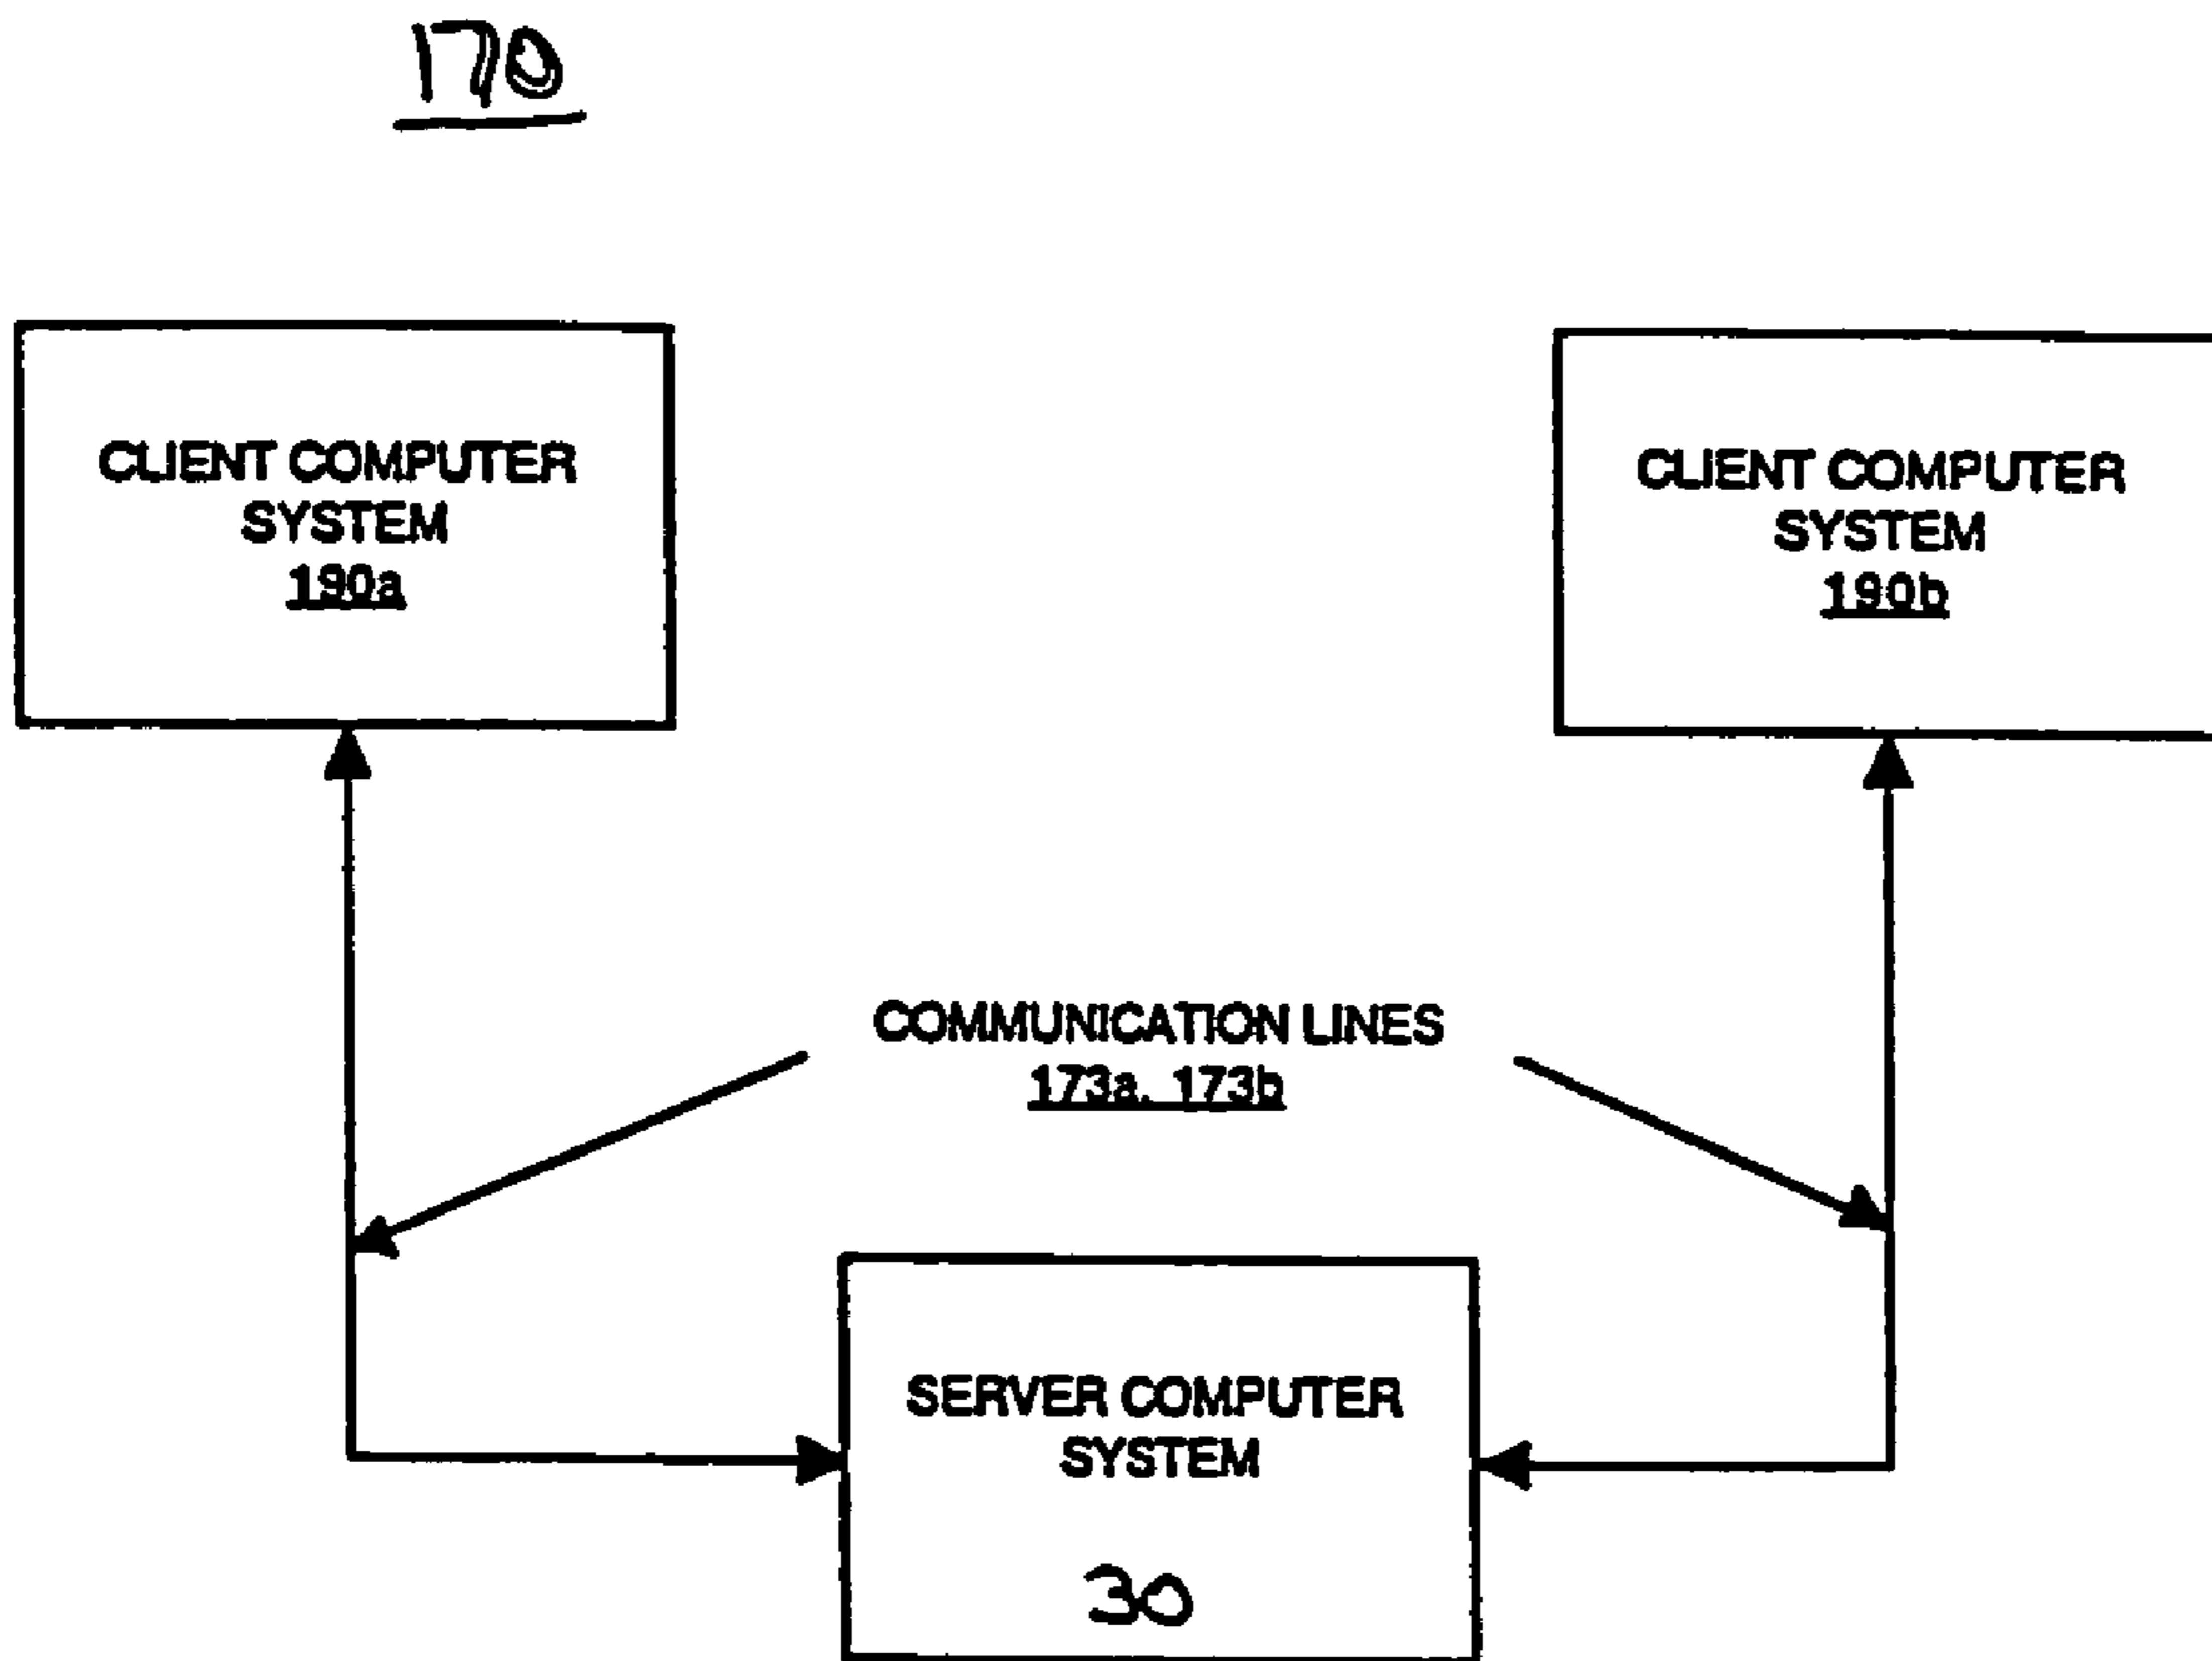 170
CLIENT COMPUTER
SYSTEM
190a
CLIENT COMPUTER
SYSTEM
190b
COMMUNICATION LINES
173a, 173b
SERVER COMPUTER
SYSTEM
30